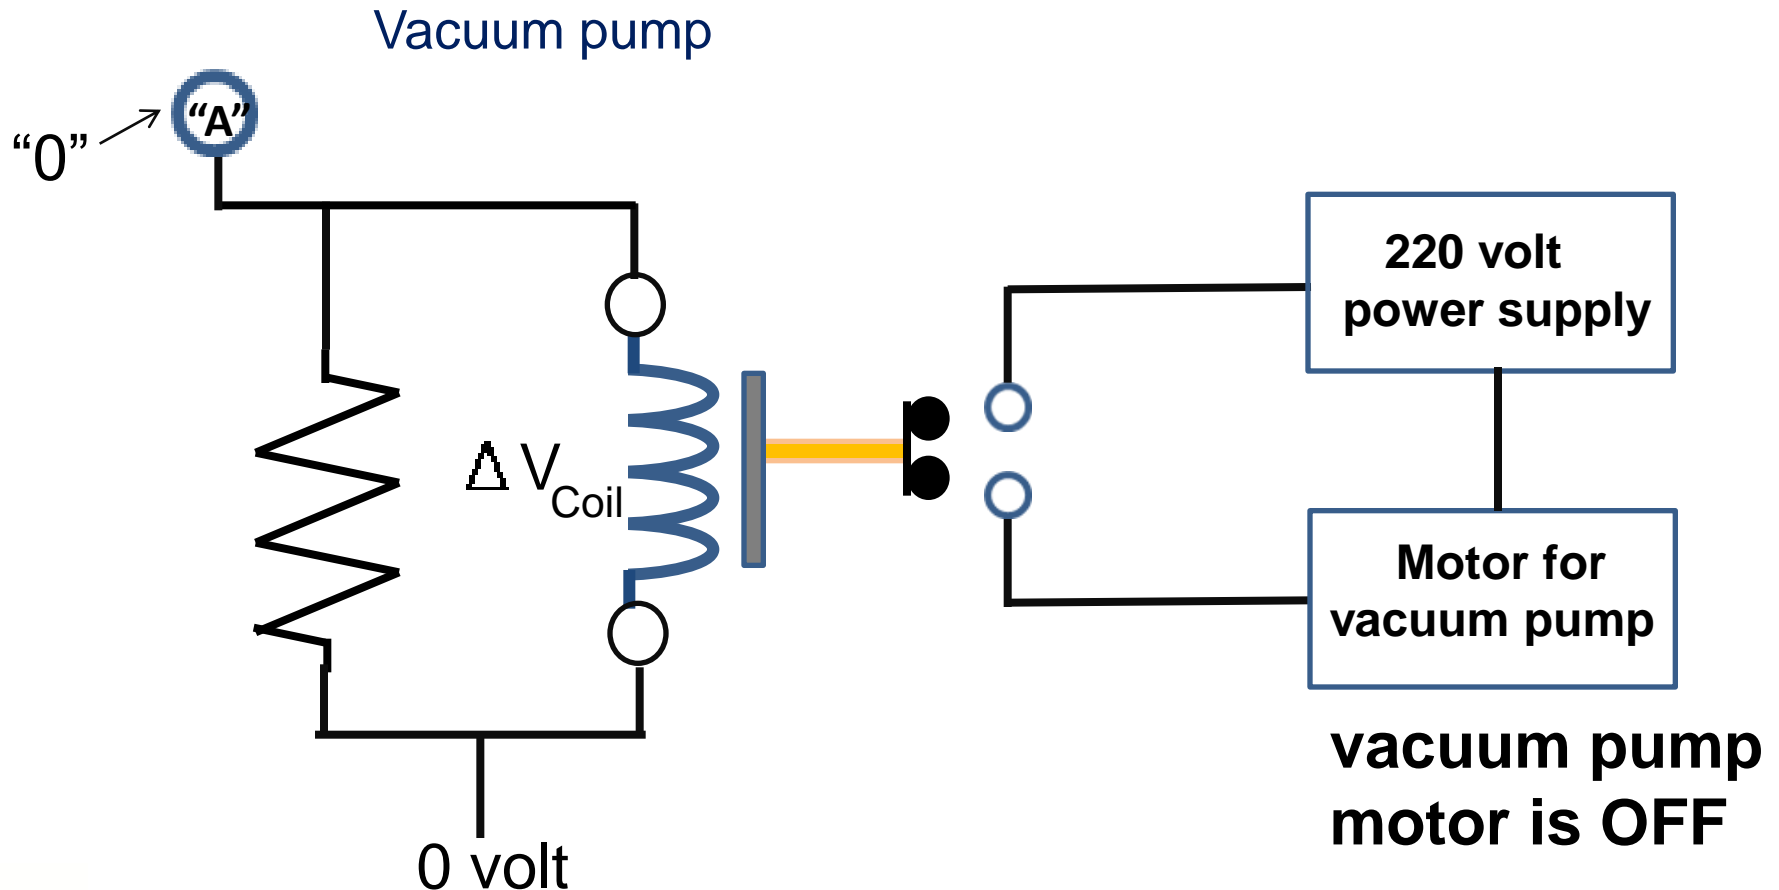 Vacuum pump
“A”
“0”
220 volt
power supply
Δ V Coil
Motor for
vacuum pump
vacuum pump
motor is OFF
0 volt